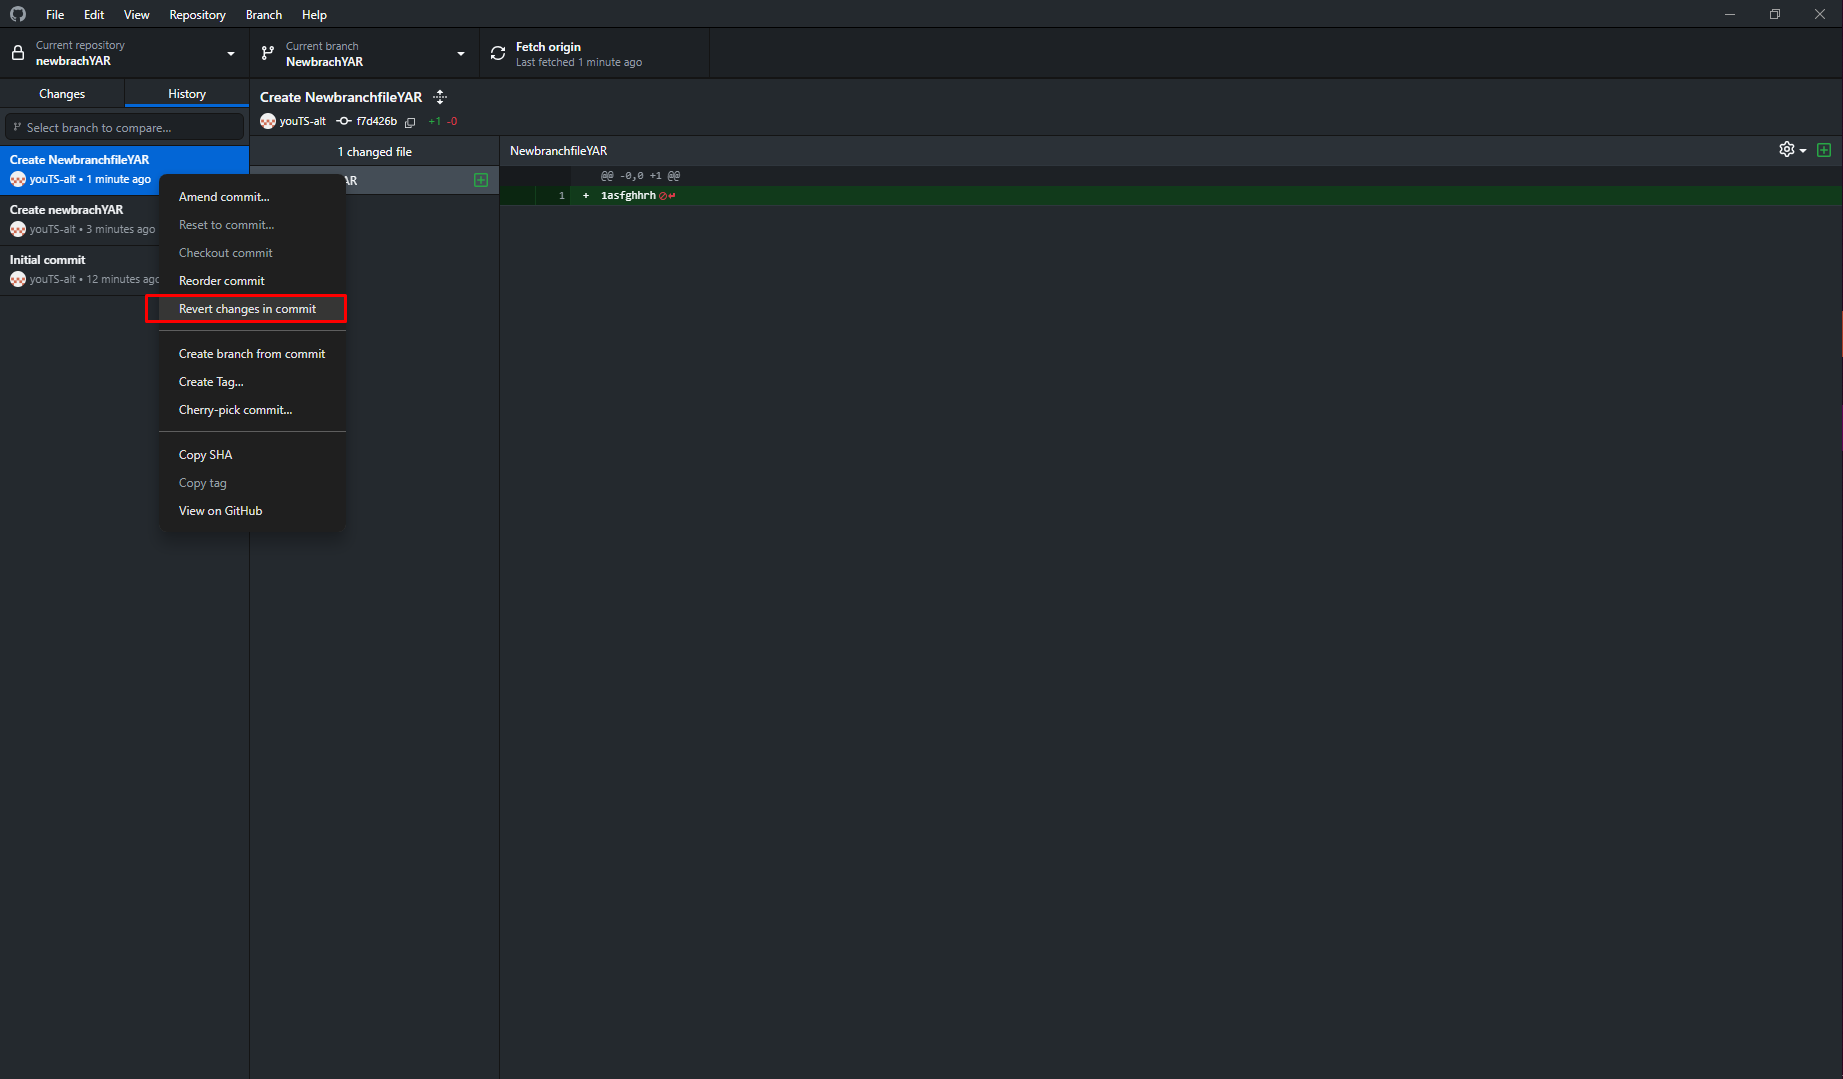 File Edit View Repository Branch Help
Current repository
newbrachYAR
Current branch
NewbrachYAR
Fetch origin
Last fetched 1 minute ago
Changes History
Select branch to compare...
Create NewbranchfileYAR
youTS-alt • 1 minute ago
Create newbrachYAR
youTS-alt • 3 minutes ago
Initial commit
youTS-alt • 12 minutes ago
Create NewbranchfileYAR
youTS-alt f7d426b +1 -0
1 changed file
AR
NewbranchfileYAR
@@ -0,0 +1 @@
1 + 1asfghhrh
Amend commit...
Reset to commit...
Checkout commit
Reorder commit
Revert changes in commit
Create branch from commit
Create Tag...
Cherry-pick commit...
Copy SHA
Copy tag
View on GitHub